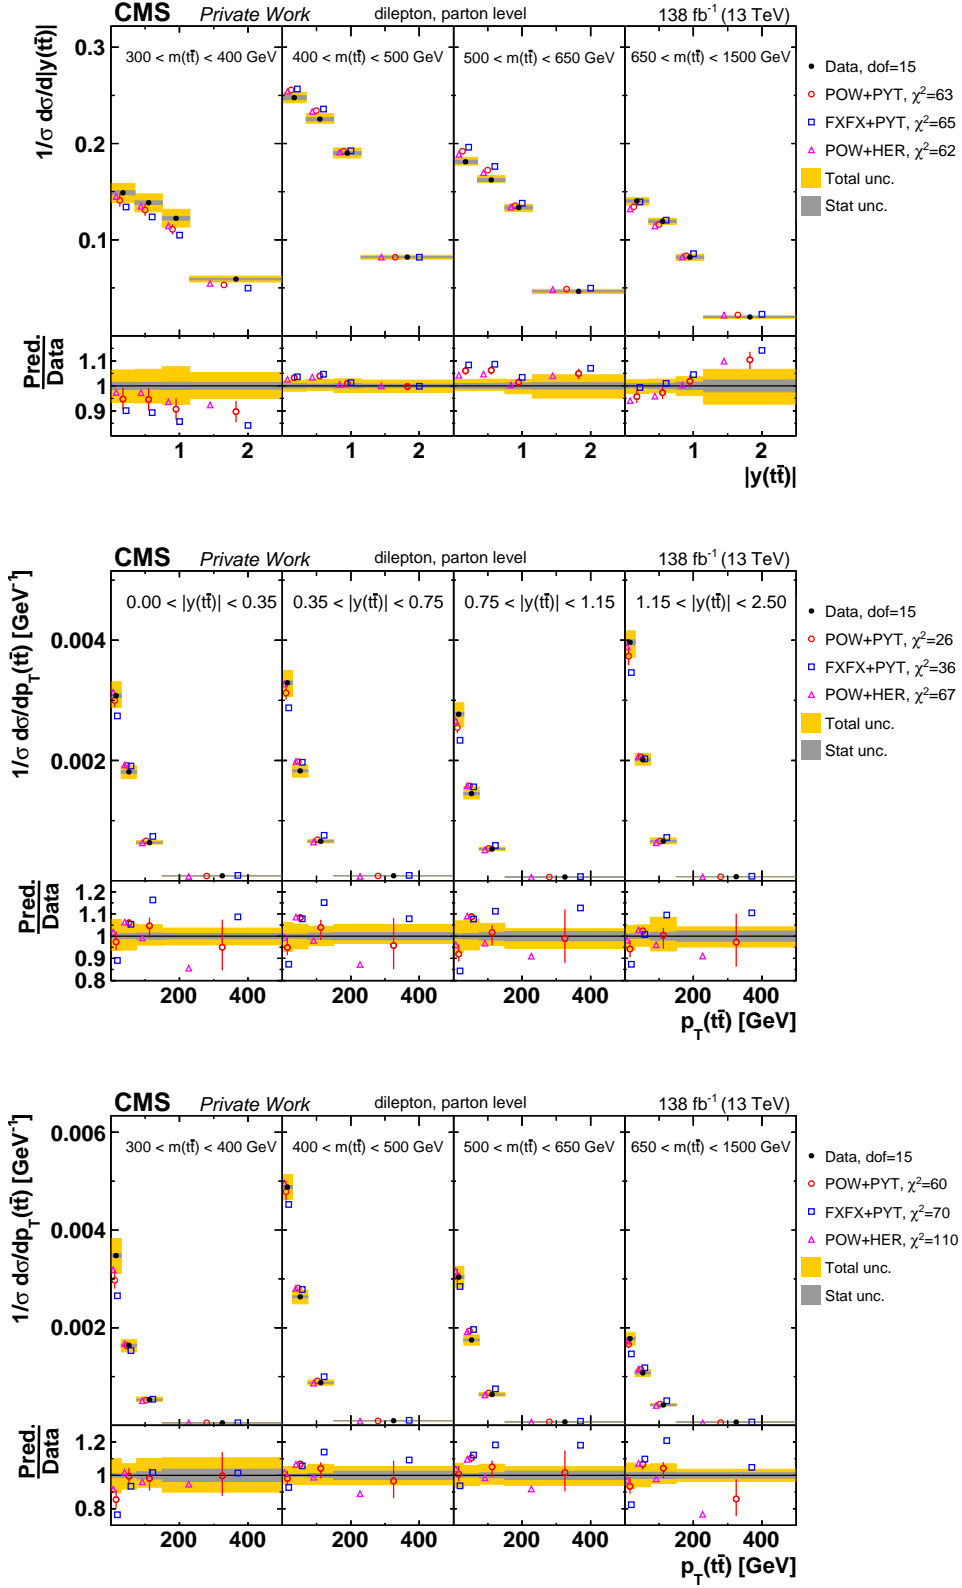 CMS Private Work dilepton, parton level 138 fb⁻¹ (13 TeV)
1/σ dσ/d|y(tt̄)|
0.3
0.2
0.1
300 < m(tt̄) < 400 GeV
400 < m(tt̄) < 500 GeV
500 < m(tt̄) < 650 GeV
650 < m(tt̄) < 1500 GeV
Data, dof=15
POW+PYT, χ²=63
FXFX+PYT, χ²=65
POW+HER, χ²=62
Total unc.
Stat unc.
Pred.
Data
1.1
1
0.9
1 2 1 2 1 2 1 2
|y(tt̄)|
CMS Private Work dilepton, parton level 138 fb⁻¹ (13 TeV)
1/σ dσ/dp_T(tt̄) [GeV⁻¹]
0.004
0.002
0.00 < |y(tt̄)| < 0.35
0.35 < |y(tt̄)| < 0.75
0.75 < |y(tt̄)| < 1.15
1.15 < |y(tt̄)| < 2.50
Data, dof=15
POW+PYT, χ²=26
FXFX+PYT, χ²=36
POW+HER, χ²=67
Total unc.
Stat unc.
Pred.
Data
1.2
1.1
1
0.9
0.8
200 400 200 400 200 400 200 400
p_T(tt̄) [GeV]
CMS Private Work dilepton, parton level 138 fb⁻¹ (13 TeV)
1/σ dσ/dp_T(tt̄) [GeV⁻¹]
0.006
0.004
0.002
300 < m(tt̄) < 400 GeV
400 < m(tt̄) < 500 GeV
500 < m(tt̄) < 650 GeV
650 < m(tt̄) < 1500 GeV
Data, dof=15
POW+PYT, χ²=60
FXFX+PYT, χ²=70
POW+HER, χ²=110
Total unc.
Stat unc.
Pred.
Data
1.2
1
0.8
200 400 200 400 200 400 200 400
p_T(tt̄) [GeV]